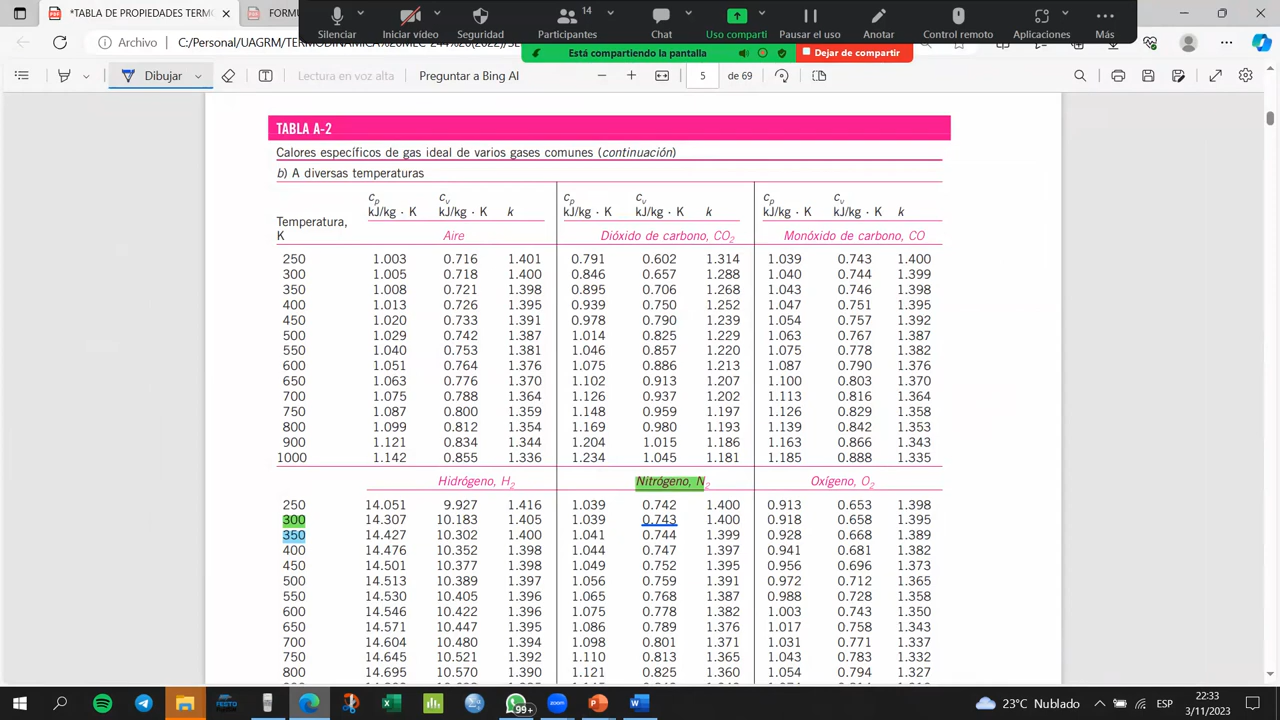 *TABLA DE PROPIEDADES TERMO
FORMU
Silenciar
Iniciar vídeo
Seguridad
14
Participantes
Chat
Uso comparti
Pausar el uso
Anotar
Control remoto
Aplicaciones
Más
Archivo
Está compartiendo la pantalla
Dejar de compartir
Dibujar
Lectura en voz alta
Preguntar a Bing AI
5 de 69
TABLA A-2
Calores específicos de gas ideal de varios gases comunes (continuación)
b) A diversas temperaturas
cp cv cp cv cp cv
kJ/kg · K kJ/kg · K k kJ/kg · K kJ/kg · K k kJ/kg · K kJ/kg · K k
Temperatura,
K Aire Dióxido de carbono, CO2 Monóxido de carbono, CO
250 1.003 0.716 1.401 0.791 0.602 1.314 1.039 0.743 1.400
300 1.005 0.718 1.400 0.846 0.657 1.288 1.040 0.744 1.399
350 1.008 0.721 1.398 0.895 0.706 1.268 1.043 0.746 1.398
400 1.013 0.726 1.395 0.939 0.750 1.252 1.047 0.751 1.395
450 1.020 0.733 1.391 0.978 0.790 1.239 1.054 0.757 1.392
500 1.029 0.742 1.387 1.014 0.825 1.229 1.063 0.767 1.387
550 1.040 0.753 1.381 1.046 0.857 1.220 1.075 0.778 1.382
600 1.051 0.764 1.376 1.075 0.886 1.213 1.087 0.790 1.376
650 1.063 0.776 1.370 1.102 0.913 1.207 1.100 0.803 1.370
700 1.075 0.788 1.364 1.126 0.937 1.202 1.113 0.816 1.364
750 1.087 0.800 1.359 1.148 0.959 1.197 1.126 0.829 1.358
800 1.099 0.812 1.354 1.169 0.980 1.193 1.139 0.842 1.353
900 1.121 0.834 1.344 1.204 1.015 1.186 1.163 0.866 1.343
1000 1.142 0.855 1.336 1.234 1.045 1.181 1.185 0.888 1.335
Hidrógeno, H2 Nitrógeno, N2 Oxígeno, O2
250 14.051 9.927 1.416 1.039 0.742 1.400 0.913 0.653 1.398
300 14.307 10.183 1.405 1.039 0.743 1.400 0.918 0.658 1.395
350 14.427 10.302 1.400 1.041 0.744 1.399 0.928 0.668 1.389
400 14.476 10.352 1.398 1.044 0.747 1.397 0.941 0.681 1.382
450 14.501 10.377 1.398 1.049 0.752 1.395 0.956 0.696 1.373
500 14.513 10.389 1.397 1.056 0.759 1.391 0.972 0.712 1.365
550 14.530 10.405 1.396 1.065 0.768 1.387 0.988 0.728 1.358
600 14.546 10.422 1.396 1.075 0.778 1.382 1.003 0.743 1.350
650 14.571 10.447 1.395 1.086 0.789 1.376 1.017 0.758 1.343
700 14.604 10.480 1.394 1.098 0.801 1.371 1.031 0.771 1.337
750 14.645 10.521 1.392 1.110 0.813 1.365 1.043 0.783 1.332
800 14.695 10.570 1.390 1.121 0.825 1.360 1.054 0.794 1.327
FESTO
99+
zoom
23°C Nublado
ESP
22:33
3/11/2023